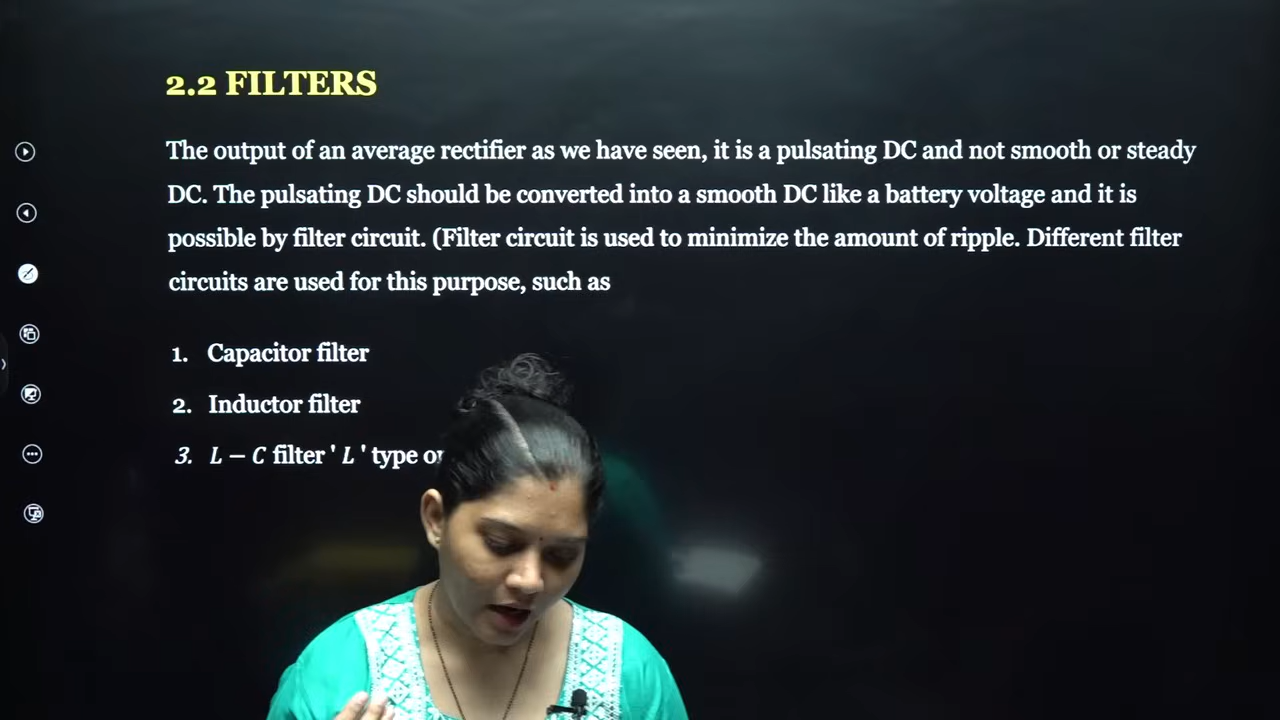 2.2 FILTERS
The output of an average rectifier as we have seen, it is a pulsating DC and not smooth or steady
DC. The pulsating DC should be converted into a smooth DC like a battery voltage and it is
possible by filter circuit. (Filter circuit is used to minimize the amount of ripple. Different filter
circuits are used for this purpose, such as
1. Capacitor filter
2. Inductor filter
3. L – C filter ' L ' type